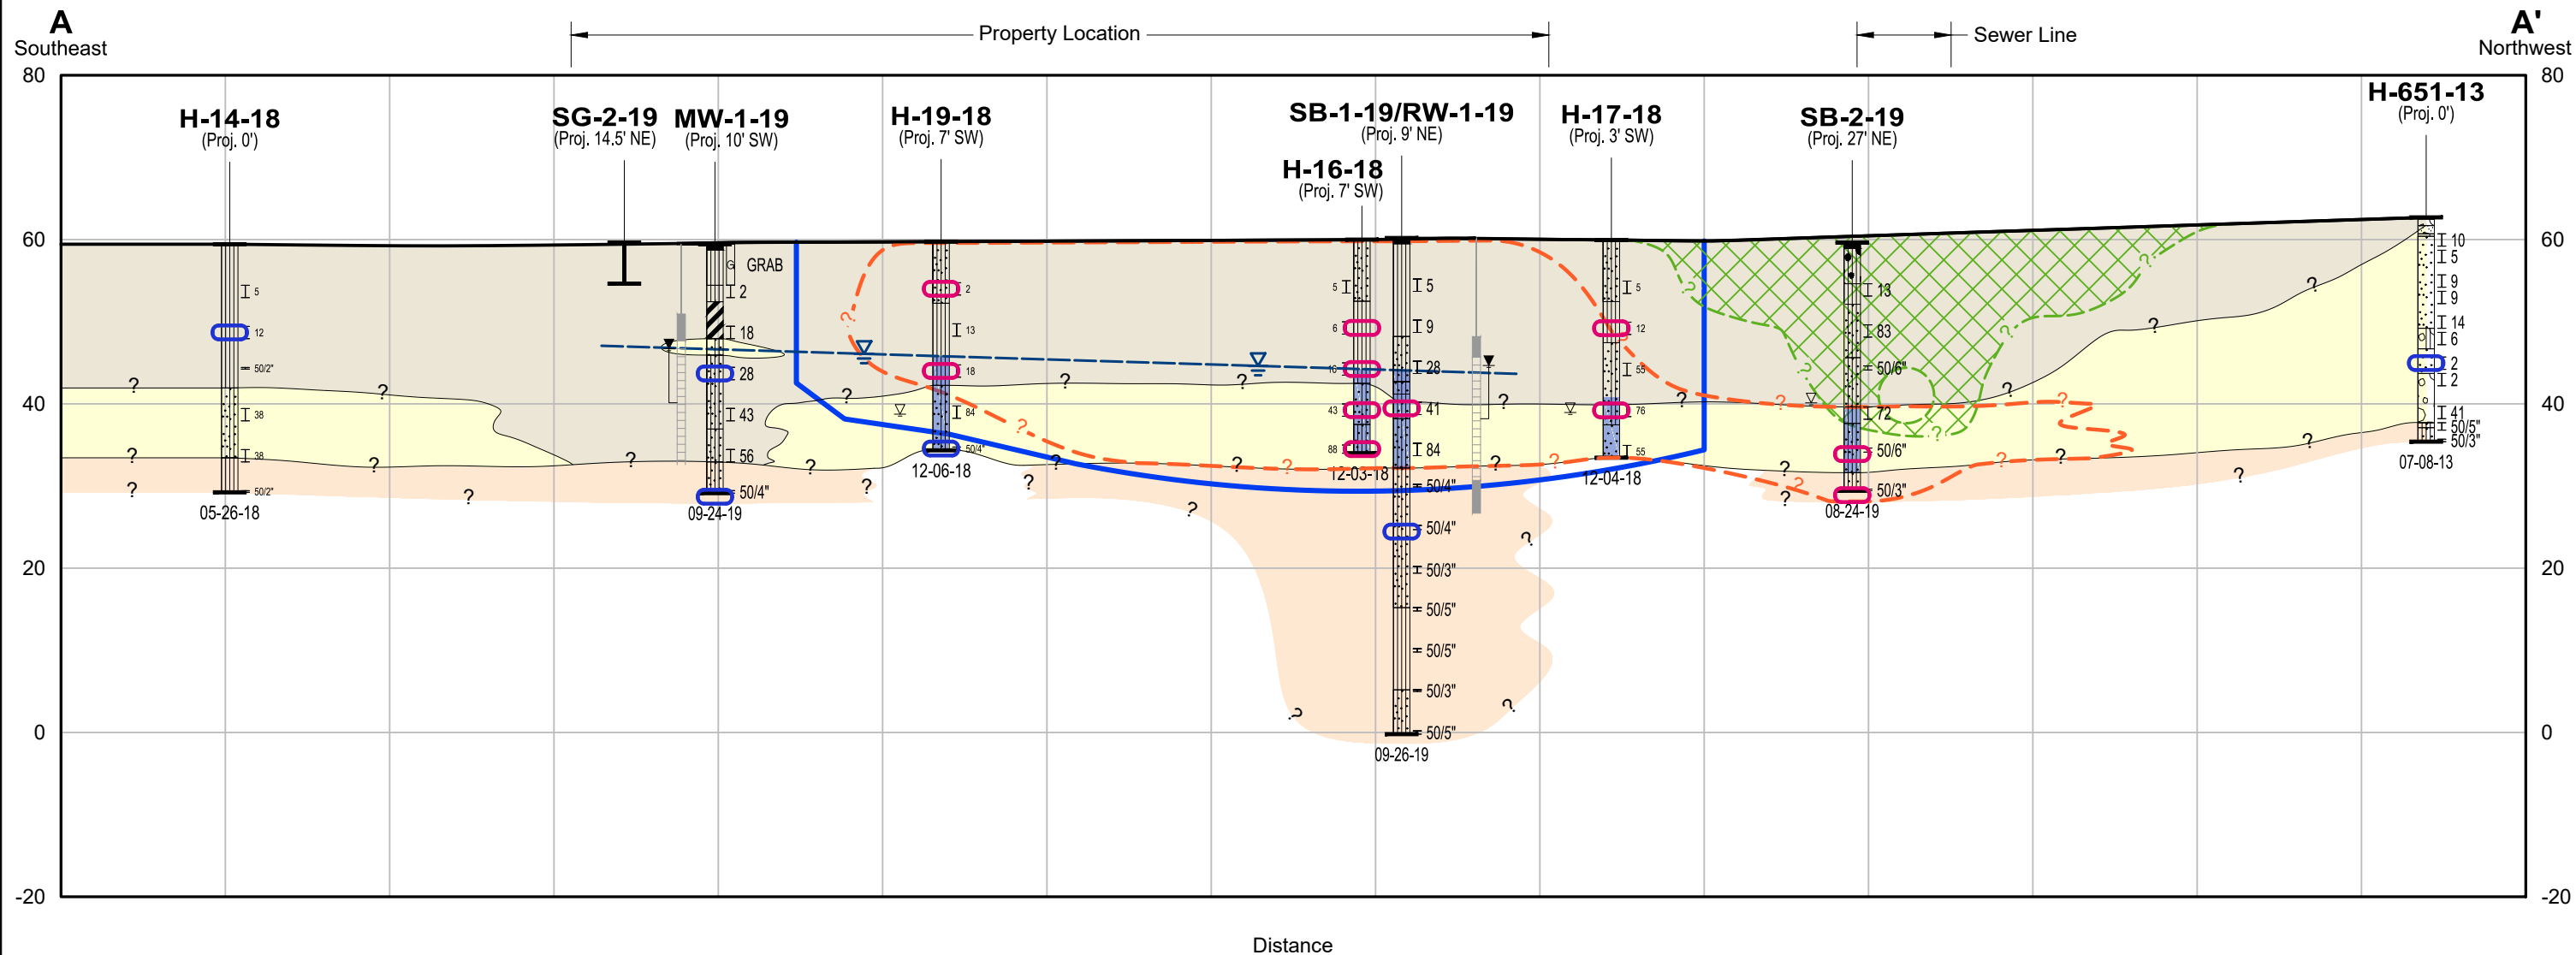 A
Southeast
Property Location
Sewer Line
A'
Northwest
80
80
H-14-18
(Proj. 0')
SG-2-19
(Proj. 14.5' NE)
MW-1-19
(Proj. 10' SW)
H-19-18
(Proj. 7' SW)
SB-1-19/RW-1-19
(Proj. 9' NE)
H-16-18
(Proj. 7' SW)
H-17-18
(Proj. 3' SW)
SB-2-19
(Proj. 27' NE)
H-651-13
(Proj. 0')
60
60
40
40
20
20
0
0
-20
-20
5
12
50/2"
38
38
50/2"
05-26-18
G GRAB
2
18
28
43
56
50/4"
09-24-19
2
13
18
84
50/4"
12-06-18
5
6
16
43
88
12-03-18
5
9
28
41
84
50/4"
50/4"
50/3"
50/5"
50/5"
50/3"
50/5"
09-26-19
5
12
55
76
55
12-04-18
13
83
50/6"
72
50/6"
50/3"
08-24-19
10
5
9
9
14
6
2
2
41
50/5"
50/3"
07-08-13
? ? ? ? ? ? ? ? ? ? ? ? ? ? ? ? ? ? ? ? ? ? ? ? ? ? ? ? ? ? ? ? ? ? ? ? ? ? ? ? ? ? ? ? ?
Distance